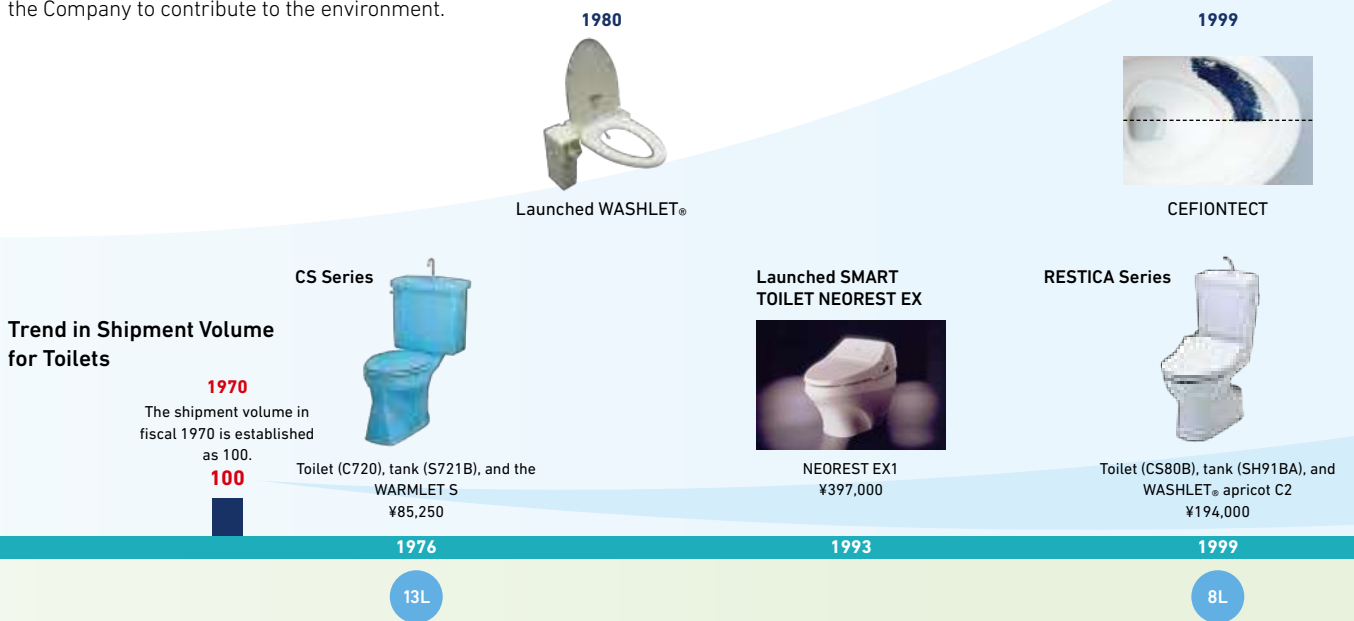 the Company to contribute to the environment.
1980
1999
Launched WASHLET®
CEFIONTECT
CS Series
Launched SMART
TOILET NEOREST EX
RESTICA Series
Trend in Shipment Volume
for Toilets
1970
The shipment volume in
fiscal 1970 is established
as 100.
100
Toilet (C720), tank (S721B), and the
WARMLET S
¥85,250
NEOREST EX1
¥397,000
Toilet (CS80B), tank (SH91BA), and
WASHLET® apricot C2
¥194,000
1976
1993
1999
13L
8L